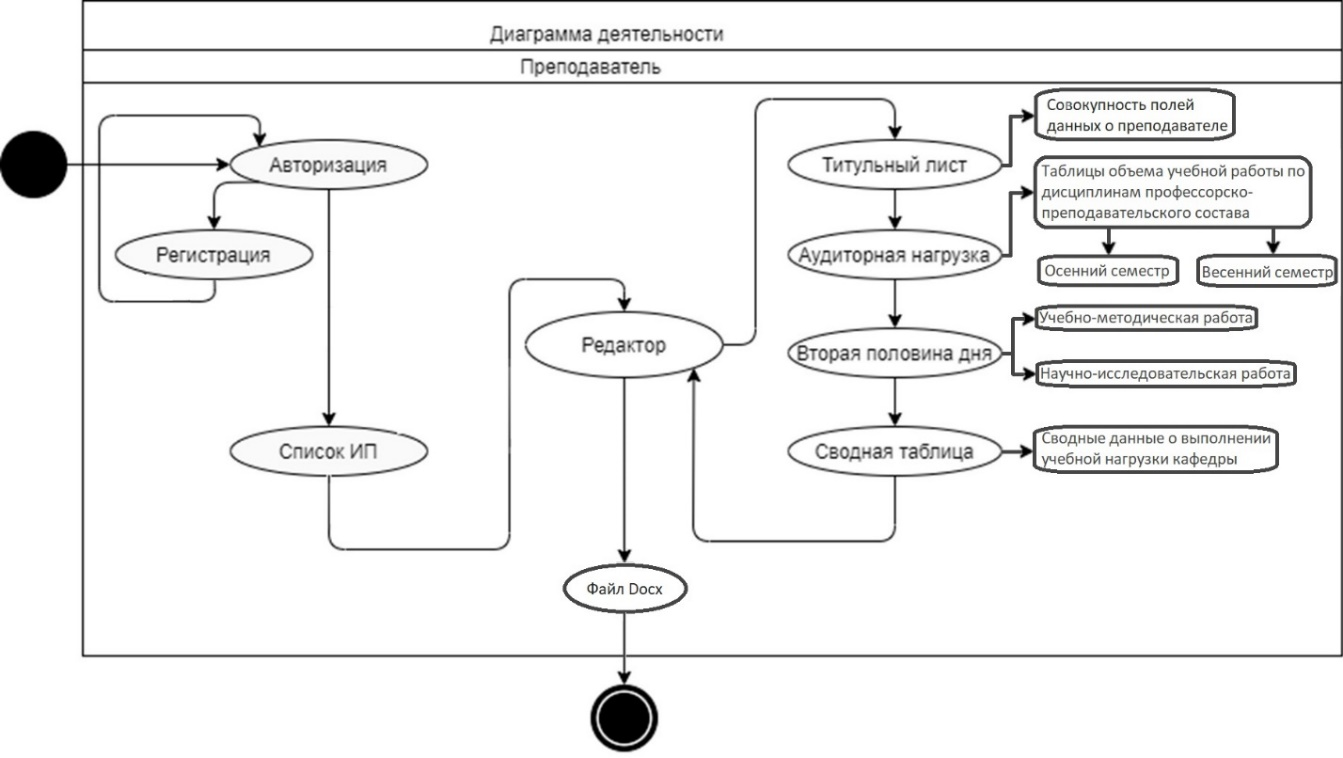 Диаграмма деятельности
Преподаватель
Авторизация
Регистрация
Список ИП
Редактор
Файл Docx
Титульный лист
Совокупность полей
данных о преподавателе
Аудиторная нагрузка
Таблицы объема учебной работы по
дисциплинам профессорско-
преподавательского состава
Осенний семестр
Весенний семестр
Вторая половина дня
Учебно-методическая работа
Научно-исследовательская работа
Сводная таблица
Сводные данные о выполнении
учебной нагрузки кафедры